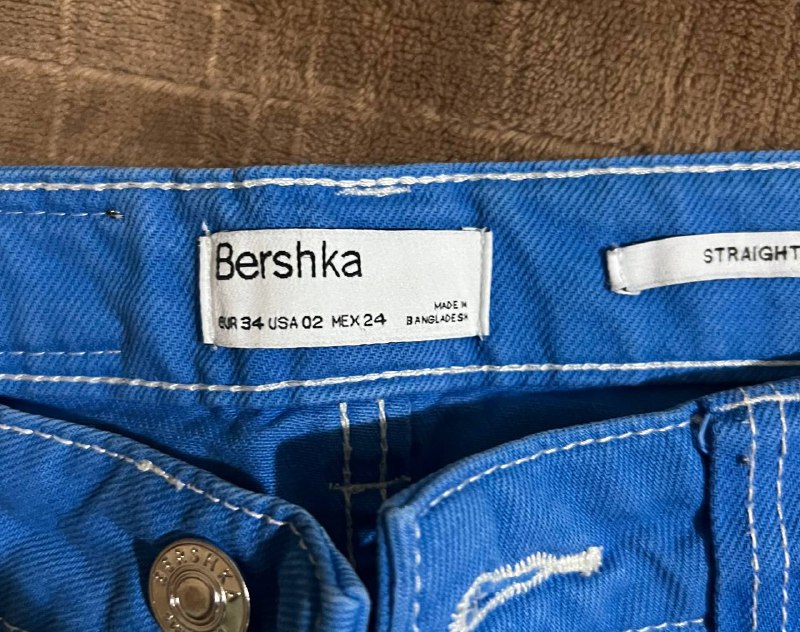 Bershka
EUR 34 USA 02 MEX 24
MADE IN
BANGLADESH
STRAIGHT
BERSHKA